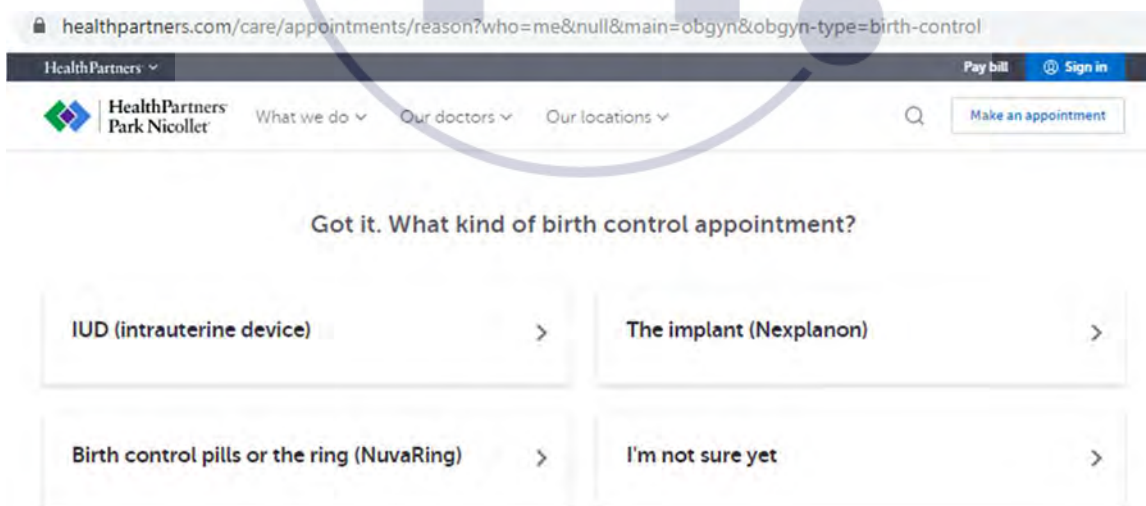 healthpartners.com/care/appointments/reason?who=me&null&main=obgyn&obgyn-type=birth-control
HealthPartners Pay bill Sign in
HealthPartners
Park Nicollet
What we do Our doctors Our locations Make an appointment
Got it. What kind of birth control appointment?
IUD (intrauterine device) The implant (Nexplanon)
Birth control pills or the ring (NuvaRing) I'm not sure yet